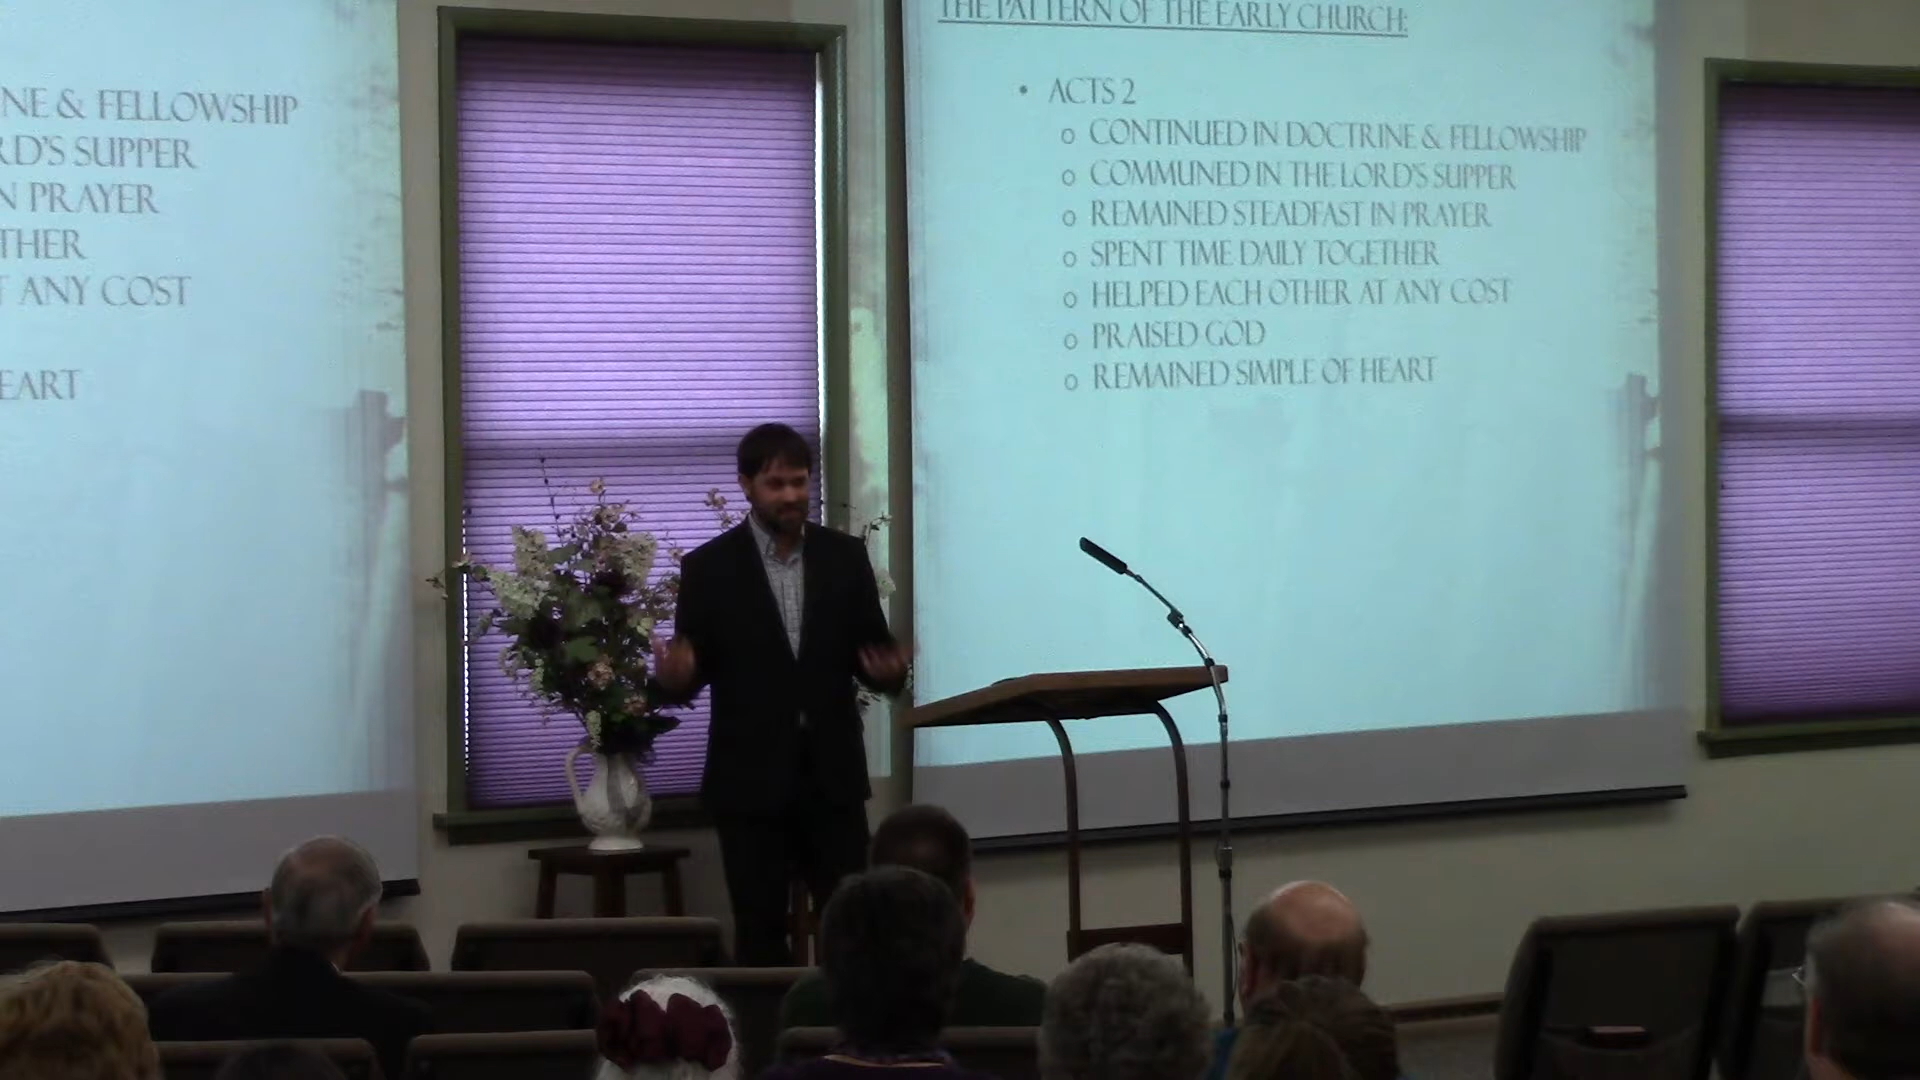 NE & FELLOWSHIP
RD'S SUPPER
N PRAYER
THER
T ANY COST
EART
THE PATTERN OF THE EARLY CHURCH:
• ACTS 2
o CONTINUED IN DOCTRINE & FELLOWSHIP
o COMMUNED IN THE LORD'S SUPPER
o REMAINED STEADFAST IN PRAYER
o SPENT TIME DAILY TOGETHER
o HELPED EACH OTHER AT ANY COST
o PRAISED GOD
o REMAINED SIMPLE OF HEART